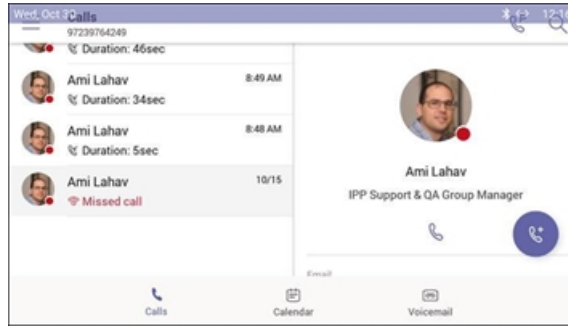 Wed, Oct 30
12:16
Calls
97239764249
Duration: 46sec
Ami Lahav
8:49 AM
Duration: 34sec
Ami Lahav
8:48 AM
Duration: 5sec
Ami Lahav
10/15
Missed call
Ami Lahav
IPP Support & QA Group Manager
Email
Calls
Calendar
Voicemail